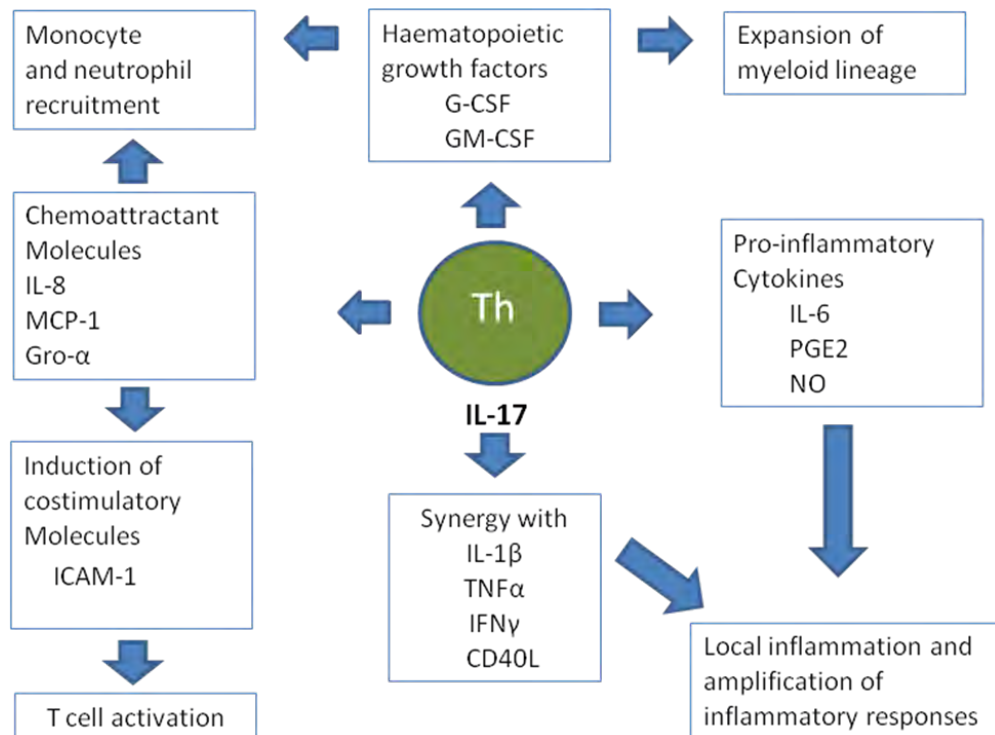 Monocyte
and neutrophil
recruitment
Haematopoietic
growth factors
G-CSF
GM-CSF
Expansion of
myeloid lineage
Chemoattractant
Molecules
IL-8
MCP-1
Gro-α
Th
IL-17
Pro-inflammatory
Cytokines
IL-6
PGE2
NO
Induction of
costimulatory
Molecules
ICAM-1
Synergy with
IL-1β
TNFα
IFNγ
CD40L
T cell activation
Local inflammation and
amplification of
inflammatory responses